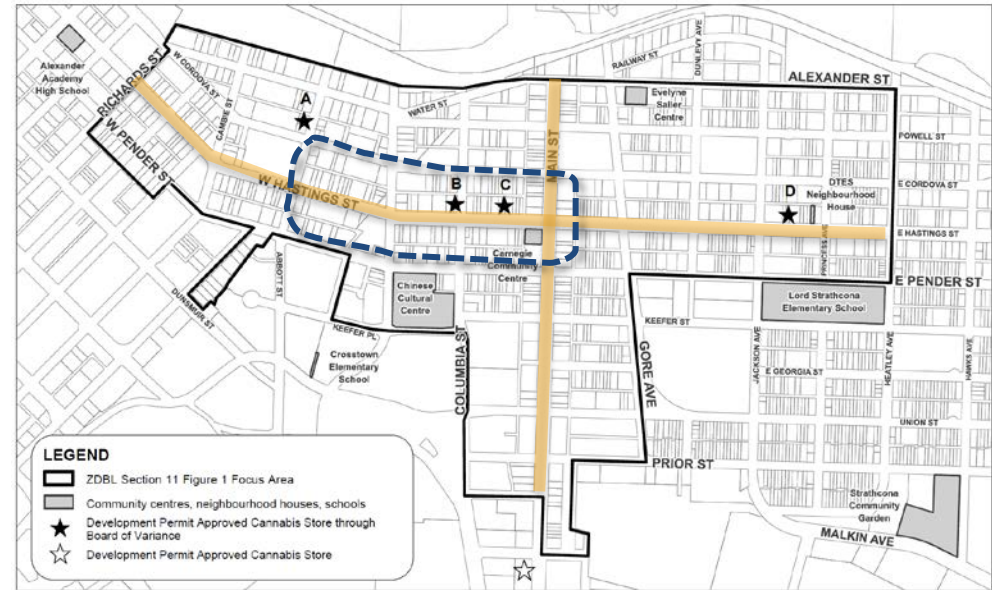 Alexander
Academy
High School
RICHARDS ST
W CORDOVA ST
CAMBIE ST
W PENDER ST
A
WATER ST
RAILWAY ST
DUNLEVY AVE
ALEXANDER ST
Evelyne
Saller
Centre
MAIN ST
POWELL ST
W HASTINGS ST
B
C
D
DTES
Neighbourhood
House
E CORDOVA ST
PRINCESS AVE
E HASTINGS ST
Carnegie
Community
Centre
ABBOTT ST
DUNSMUIR ST
Chinese
Cultural
Centre
E PENDER ST
Lord Strathcona
Elementary School
KEEFER PL
KEEFER ST
Crosstown
Elementary
School
COLUMBIA ST
GORE AVE
JACKSON AVE
E GEORGIA ST
HEATLEY AVE
HAWKS AVE
UNION ST
PRIOR ST
Strathcona
Community
Garden
MALKIN AVE
LEGEND
ZDBL Section 11 Figure 1 Focus Area
Community centres, neighbourhood houses, schools
Development Permit Approved Cannabis Store through
Board of Variance
Development Permit Approved Cannabis Store